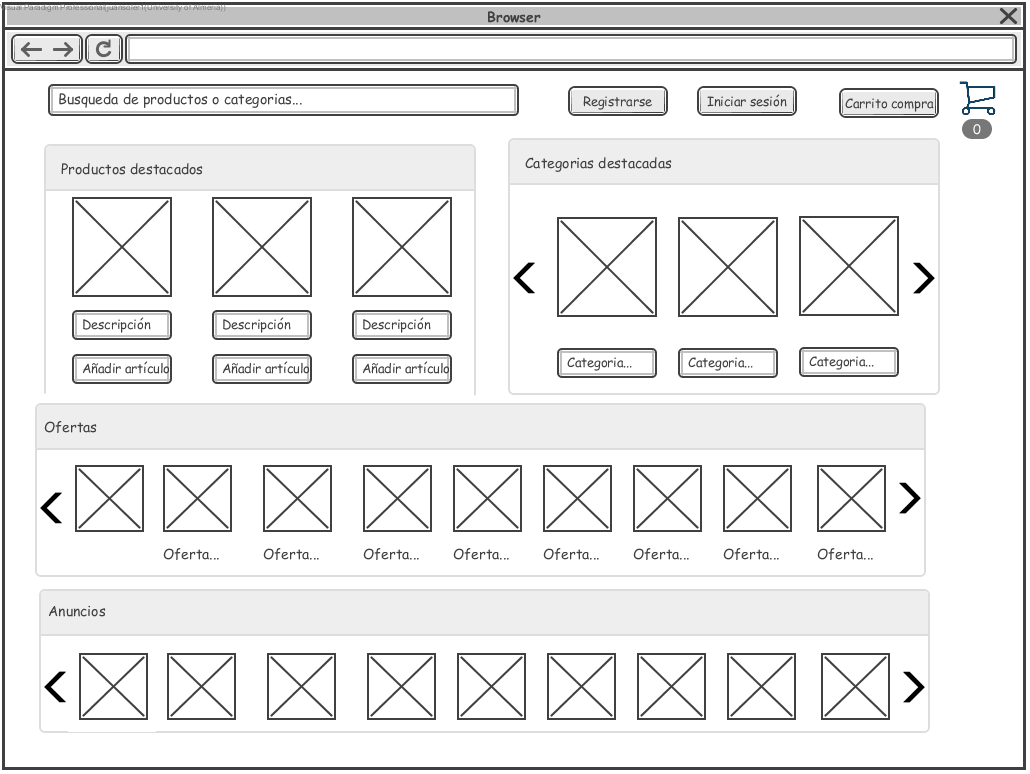 Visual Paradigm Professional(juansoler1(University of Almeria))
Browser
Busqueda de productos o categorias...
Registrarse
Iniciar sesión
Carrito compra
0
Productos destacados
Categorias destacadas
Descripción
Descripción
Descripción
Añadir artículo
Añadir artículo
Añadir artículo
Categoria...
Categoria...
Categoria...
Ofertas
Oferta...
Oferta...
Oferta...
Oferta...
Oferta...
Oferta...
Oferta...
Oferta...
Anuncios